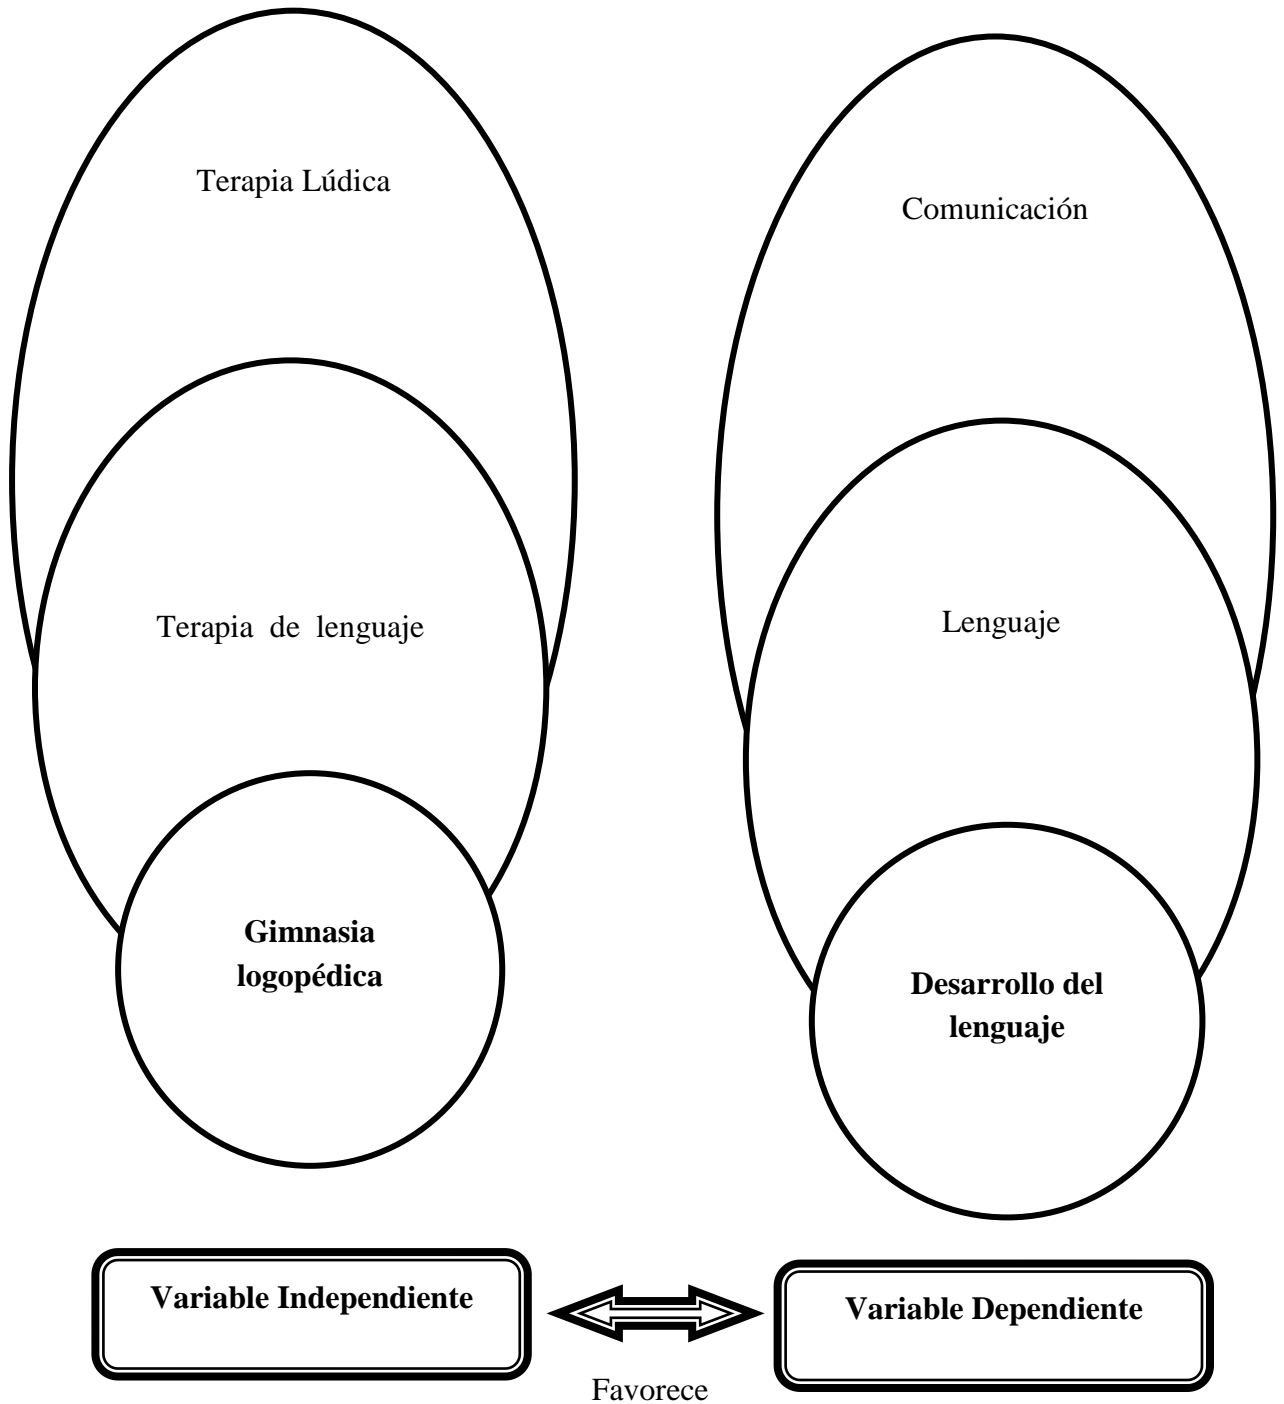 Terapia Lúdica
Comunicación
Terapia de lenguaje
Lenguaje
Gimnasia
logopédica
Desarrollo del
lenguaje
Variable Independiente
Variable Dependiente
Favorece